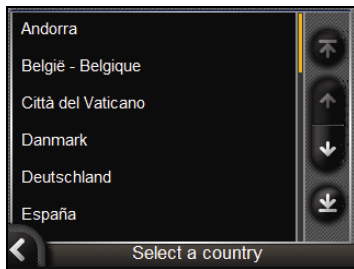 Andorra
België - Belgique
Città del Vaticano
Danmark
Deutschland
España
Select a country